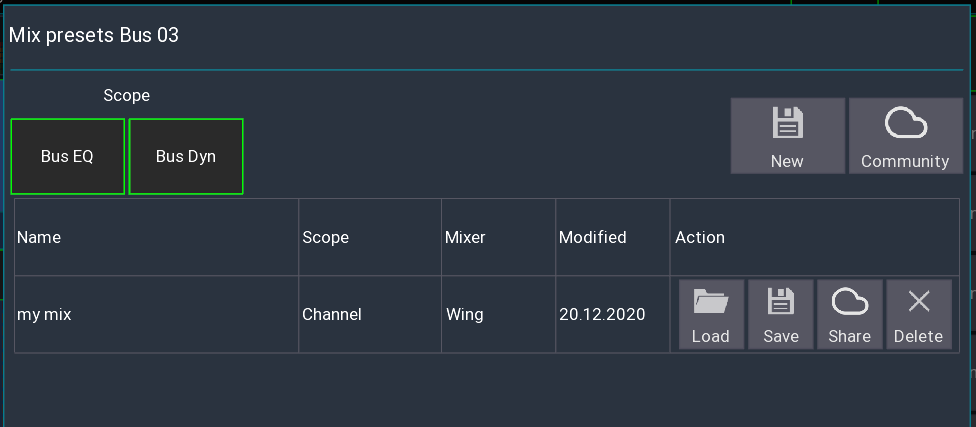 Mix presets Bus 03
Scope
Bus EQ Bus Dyn
New Community
Name Scope Mixer Modified Action
my mix Channel Wing 20.12.2020
Load Save Share Delete